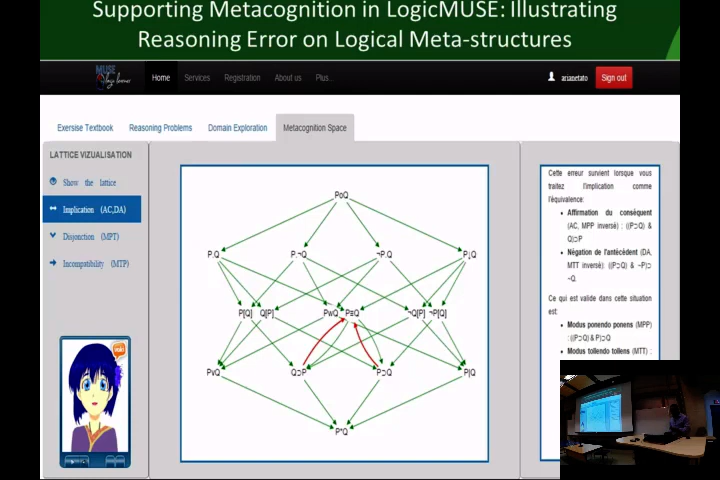 Supporting Metacognition in LogicMUSE: Illustrating
Reasoning Error on Logical Meta-structures
MUSE
Home Services Registration About us Plus..
arianetato Sign out
Exersise Textbook Reasoning Problems Domain Exploration Metacognition Space
LATTICE VIZUALISATION
Show the lattice
Implication (AC,DA)
Disjonction (MPT)
Incompatibility (MTP)
PoQ
P.Q P.¬Q ¬P.Q P↓Q
P[Q] Q[P] PwQ P≡Q ¬Q[P] ¬P[Q]
PvQ Q⊃P P⊃Q P|Q
P*Q
Cette erreur survient lorsque vous
traitez l'implication comme
l'équivalence:
• Affirmation du conséquent
(AC, MPP inversé) : ((P⊃Q) &
Q)⊃P
• Négation de l'antécédent (DA,
MTT inversé): ((P⊃Q) & ¬P)⊃
¬Q.
Ce qui est valide dans cette situation
est:
• Modus ponendo ponens (MPP)
: ((P⊃Q) & P)⊃Q
• Modus tollendo tollens (MTT) :